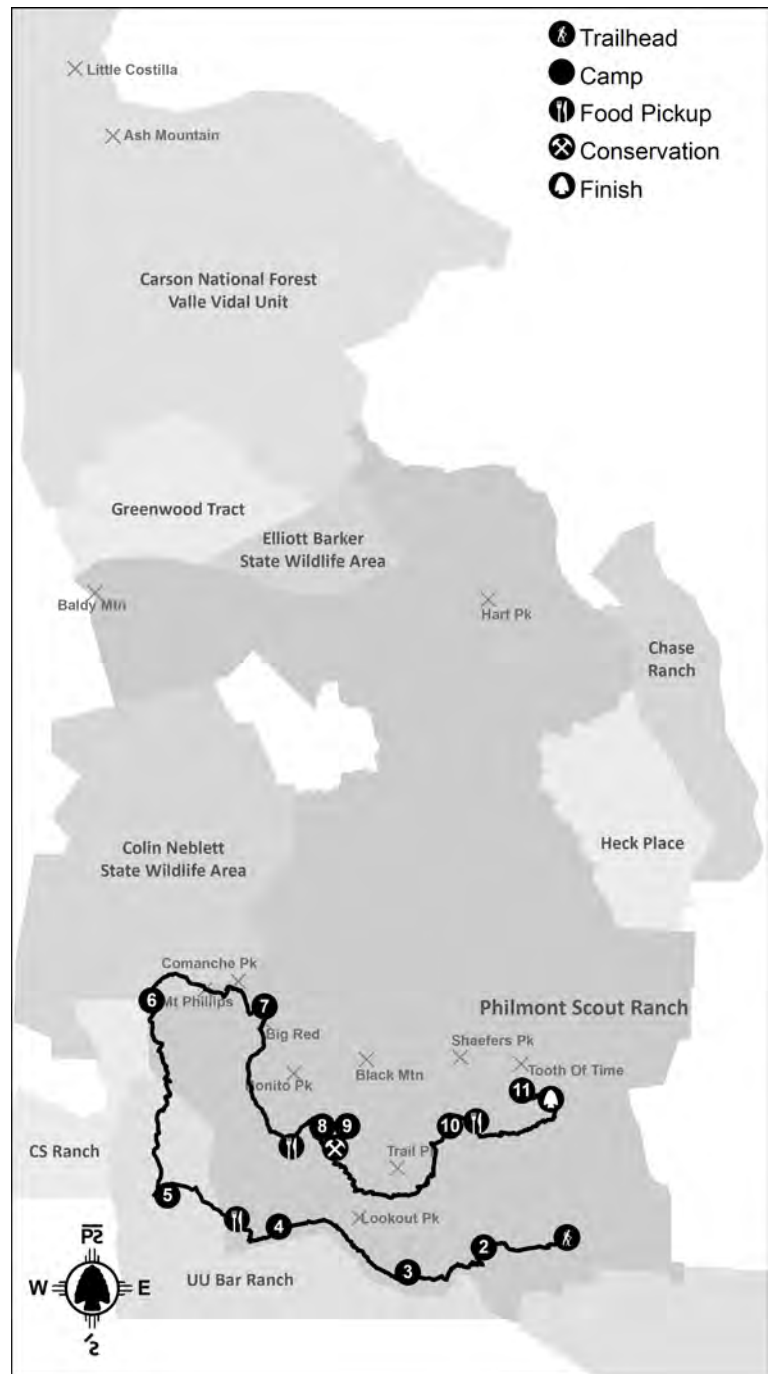 Little Costilla
Ash Mountain
Trailhead
Camp
Food Pickup
Conservation
Finish
Carson National Forest
Valle Vidal Unit
Greenwood Tract
Elliott Barker
State Wildlife Area
Baldy Mtn
Hart Pk
Chase
Ranch
Heck Place
Colin Neblett
State Wildlife Area
Comanche Pk
6
Mt Phillips
7
Philmont Scout Ranch
Big Red
Shaefers Pk
Black Mtn
Tooth Of Time
Bonito Pk
11
8
9
10
CS Ranch
Trail P
5
4
Lookout Pk
2
3
UU Bar Ranch
W
E